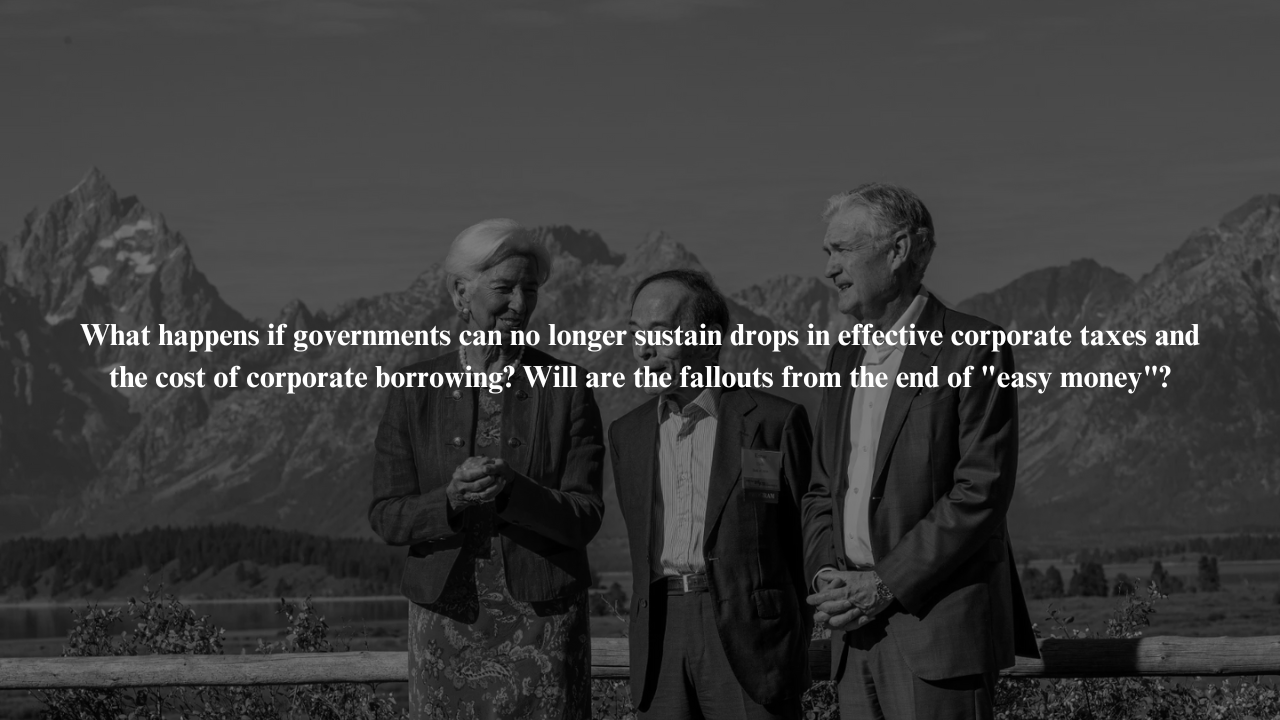 What happens if governments can no longer sustain drops in effective corporate taxes and
the cost of corporate borrowing? Will are the fallouts from the end of "easy money"?